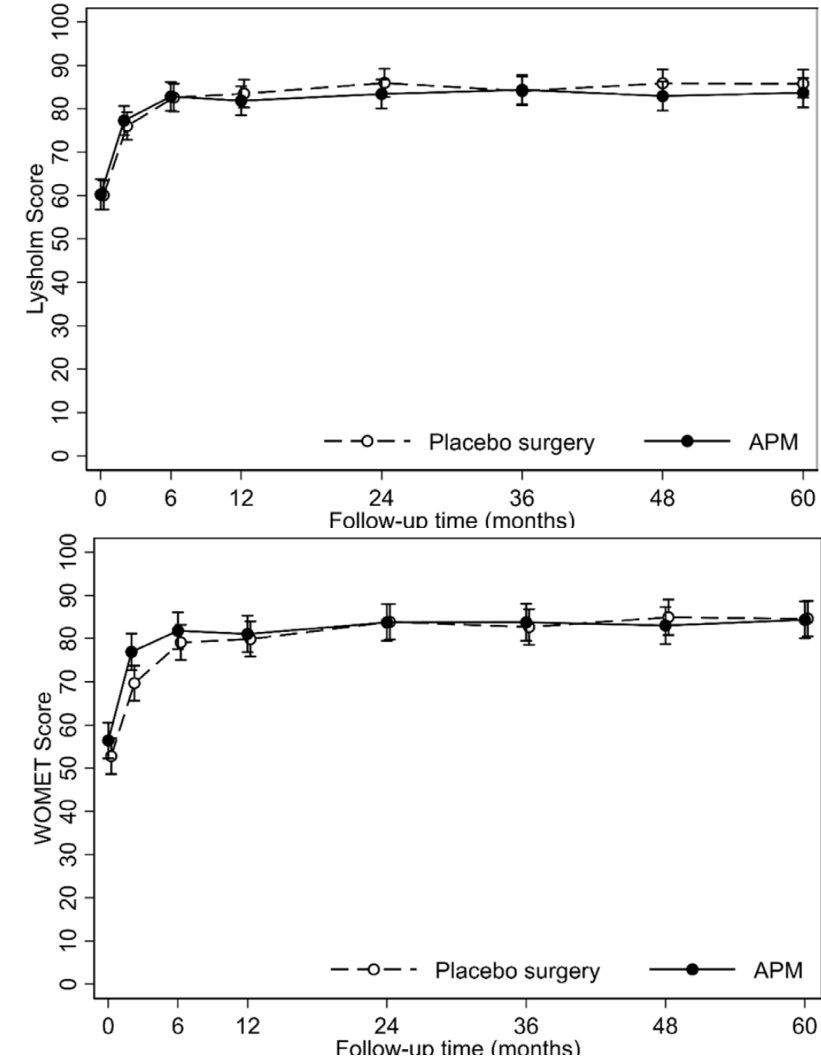 100
90
80
70
60
50
40
30
20
10
0
Lysholm Score
Placebo surgery APM
0 6 12 24 36 48 60
Follow-up time (months)
100
90
80
70
60
50
40
30
20
10
0
WOMET Score
Placebo surgery APM
0 6 12 24 36 48 60
Follow-up time (months)